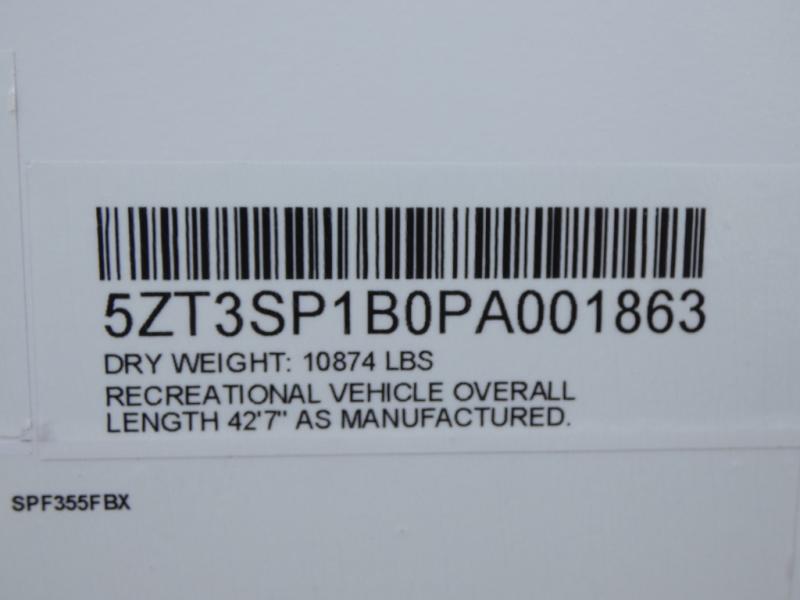 5ZT3SP1B0PA001863
DRY WEIGHT: 10874 LBS
RECREATIONAL VEHICLE OVERALL
LENGTH 42'7" AS MANUFACTURED.
SPF355FBX